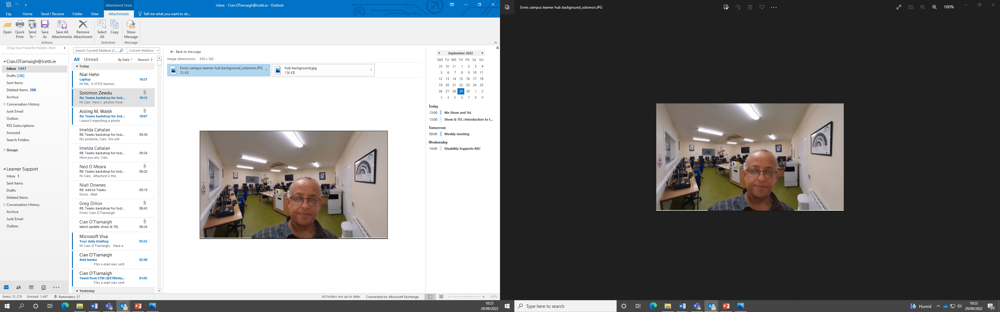 Attachment Tools
Inbox - Cian.OTiarnaigh@lcetb.ie - Outlook
File Home Send / Receive Folder View Attachments Tell me what you want to do...
Open
Quick Print
Send To
Save As
Save All Attachments
Remove Attachment
Select All
Copy
Show Message
Actions
Selection
Message
Drag Your Favorite Folders Here
Cian.OTiarnaigh@lcetb.ie
Inbox 1447
Drafts [246]
Sent Items
Deleted Items 200
Archive
Conversation History
Junk Email
Outbox
RSS Subscriptions
Snoozed
Search Folders
Groups
Learner Support
Inbox 1
Sent Items
Drafts
Deleted Items
Conversation History
Archive
Junk Email
Outbox
Search Current Mailbox (C... Current Mailbox
All Unread By Date Newest
Today
Nial Hehir
Laptop 10:21
Hi Pat, A VTOS learner,
Solomon Zewdu
Re: Teams backdrop for tod... 10:12
Hi Cian Here's photos from
Aisling M. Walsh
Re: Teams backdrop for tod... 10:07
I wasn't expecting a photo
Imelda Cahalan
RE: Teams backdrop for tod... 09:39
No problem, Cian. We will
Imelda Cahalan
RE: Teams backdrop for tod... 09:34
Here you are, Cian.
Ned O Meara
RE: Teams backdrop for tod... 09:20
Hi Cian, Attached is the
Niall Downes
RE: Add to Teams 09:19
Done, Niall
Greg Dillon
RE: Teams backdrop for tod... 08:43
From: Cian O'Tiarnaigh
Cian O'Tiarnaigh
latest update show & TEL 08:24
Microsoft Viva
Your daily briefing 05:52
Hi Cian O'Tiarnaigh, Have a
Cian O'Tiarnaigh
Add leesha 02:40
This e-mail was sent
Cian O'Tiarnaigh
Tweet from ETBI (@ETBIrela... 01:05
This e-mail was sent
Yesterday
Back to message
Image dimensions: 630 x 362
Ennis campus learner hub background_solomon.JPG
35 KB
hub background.jpg
156 KB
September 2022
MO TU WE TH FR SA SU
29 30 31 1 2 3 4
5 6 7 8 9 10 11
12 13 14 15 16 17 18
19 20 21 22 23 24 25
26 27 28 29 30 1 2
3 4 5 6 7 8 9
Today
13:00 Me Show and TeL
13:00 Show & TEL: Introduction to t...
Tomorrow
09:00 Weekly meeting
Wednesday
14:00 Disability Supports KRC
Items: 31,576 Unread: 1,447 Reminders: 27
All folders are up to date. Connected to: Microsoft Exchange 100%
10:23
29/09/2022
Ennis campus learner hub background_solomon.JPG
100%
Type here to search
Humid
10:23
29/09/2022
20